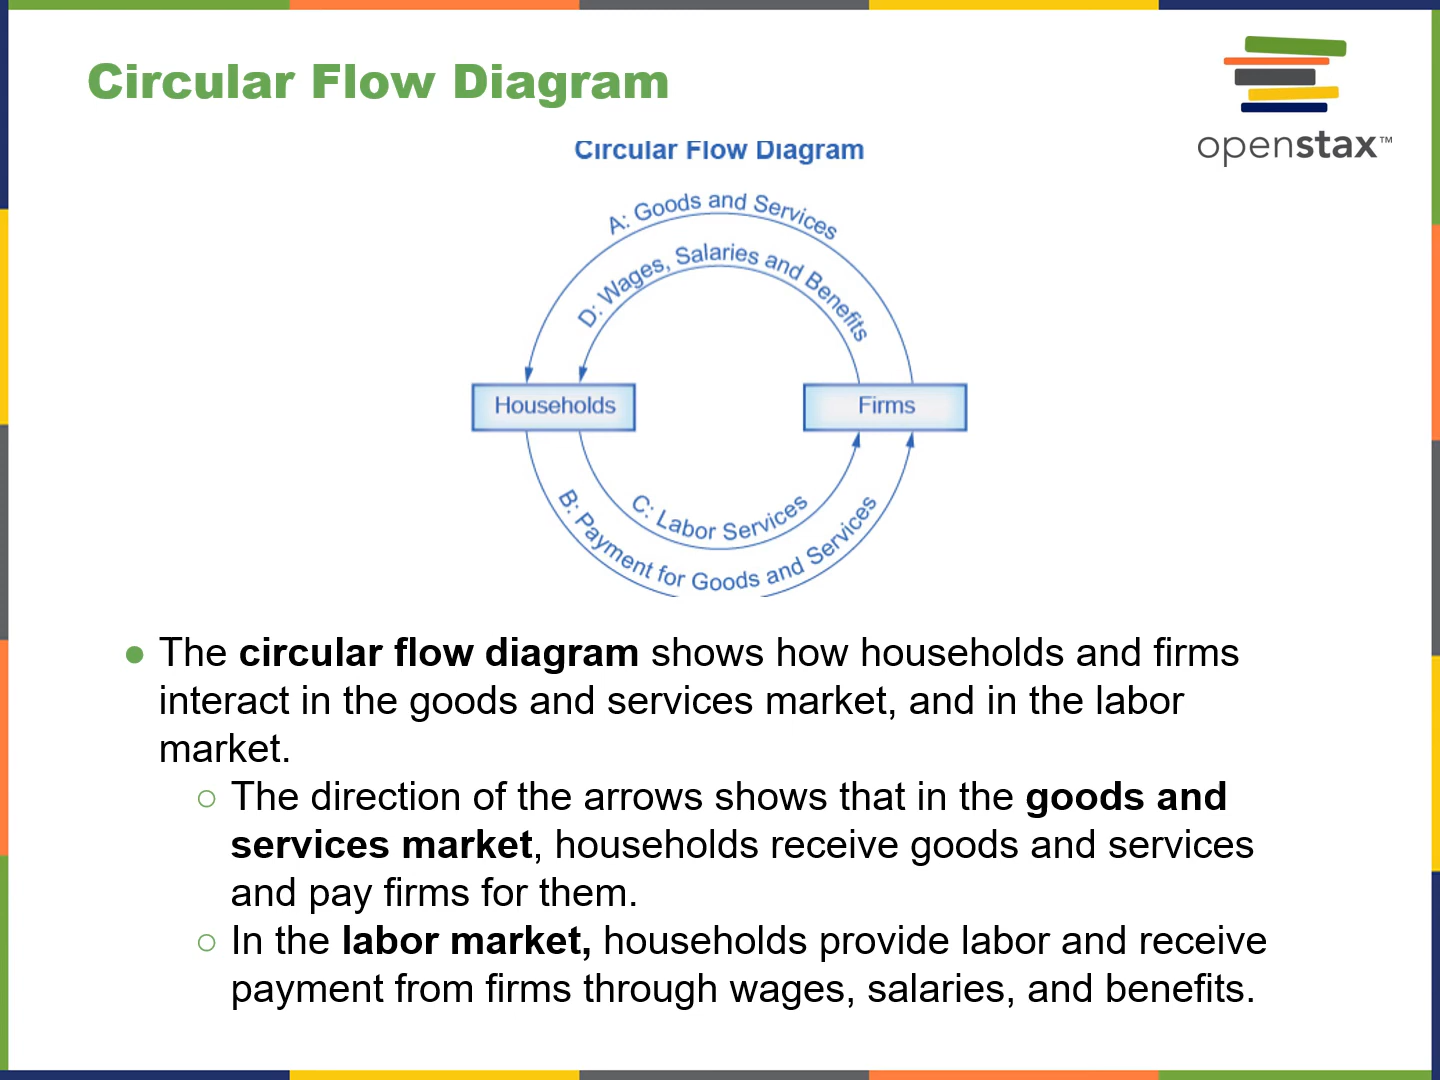 Circular Flow Diagram
openstax™
Circular Flow Diagram
A: Goods and Services
D: Wages, Salaries and Benefits
Households
Firms
C: Labor Services
B: Payment for Goods and Services
● The circular flow diagram shows how households and firms
interact in the goods and services market, and in the labor
market.
○ The direction of the arrows shows that in the goods and
services market, households receive goods and services
and pay firms for them.
○ In the labor market, households provide labor and receive
payment from firms through wages, salaries, and benefits.